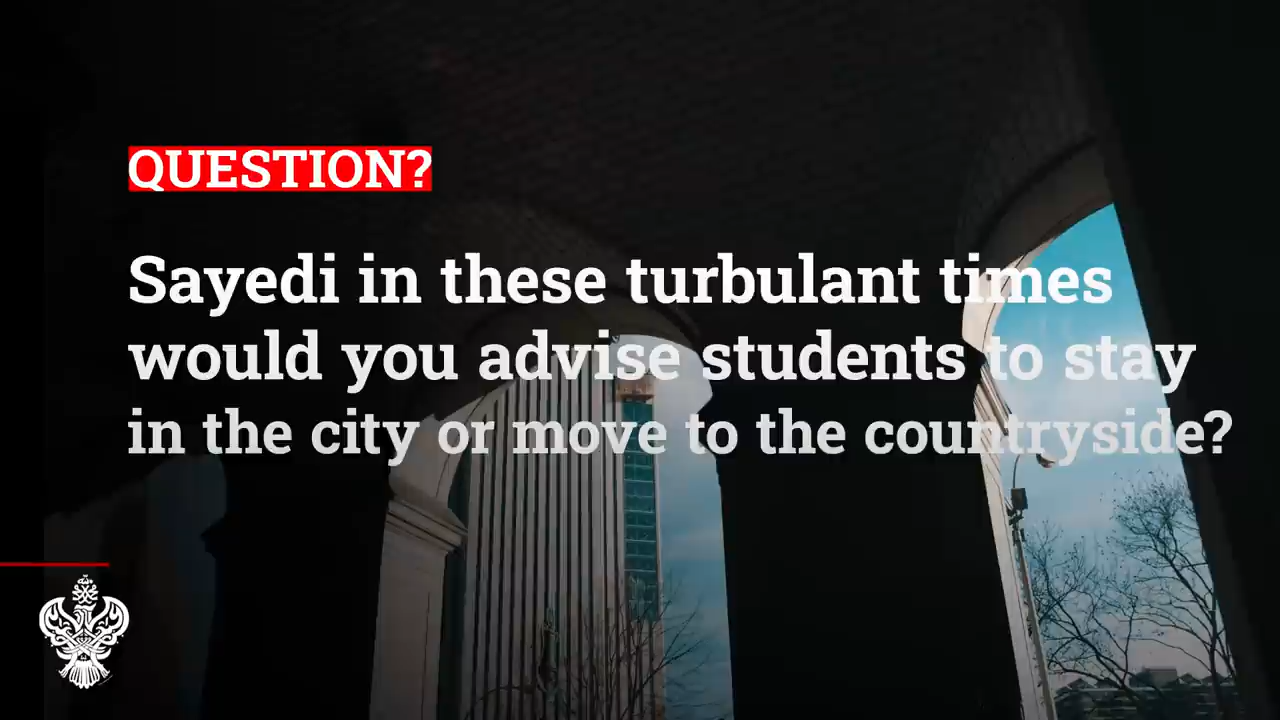 QUESTION?
Sayedi in these turbulant times
would you advise students to stay
in the city or move to the countryside?